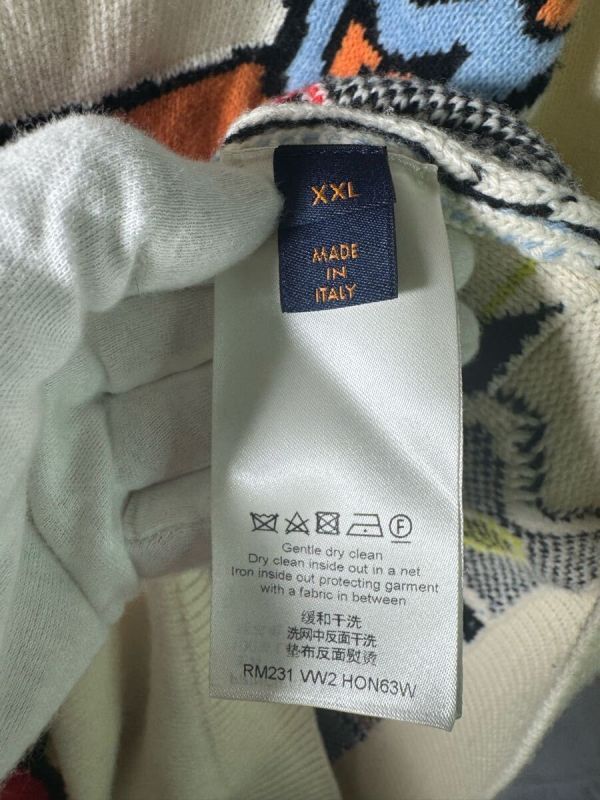 XXL
MADE
IN
ITALY
F
Gentle dry clean
Dry clean inside out in a net
Iron inside out protecting garment
with a fabric in between
缓和干洗
洗网中反面干洗
垫布反面熨烫
RM231 VW2 HON63W